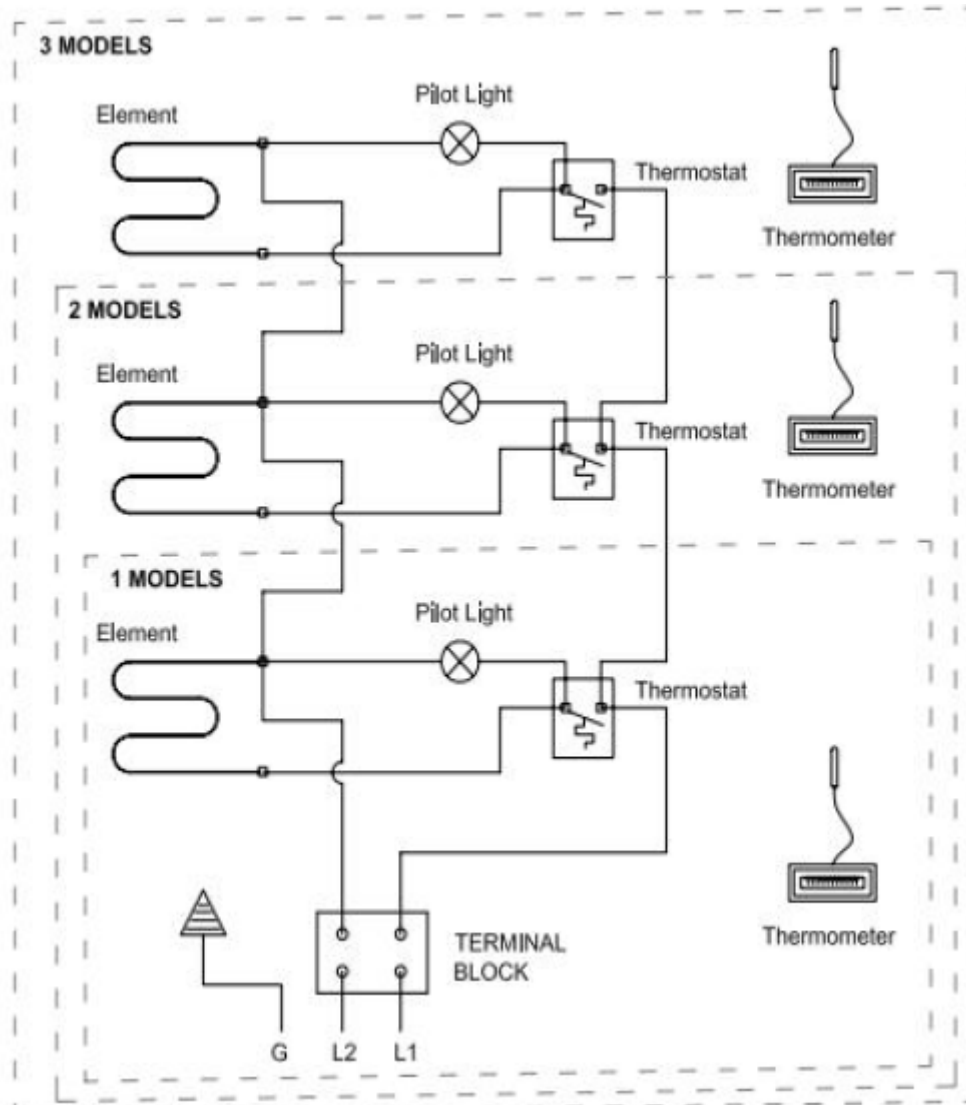 3 MODELS
Element
Pilot Light
Thermostat
Thermometer
2 MODELS
Element
Pilot Light
Thermostat
Thermometer
1 MODELS
Element
Pilot Light
Thermostat
Thermometer
TERMINAL
BLOCK
G
L2
L1